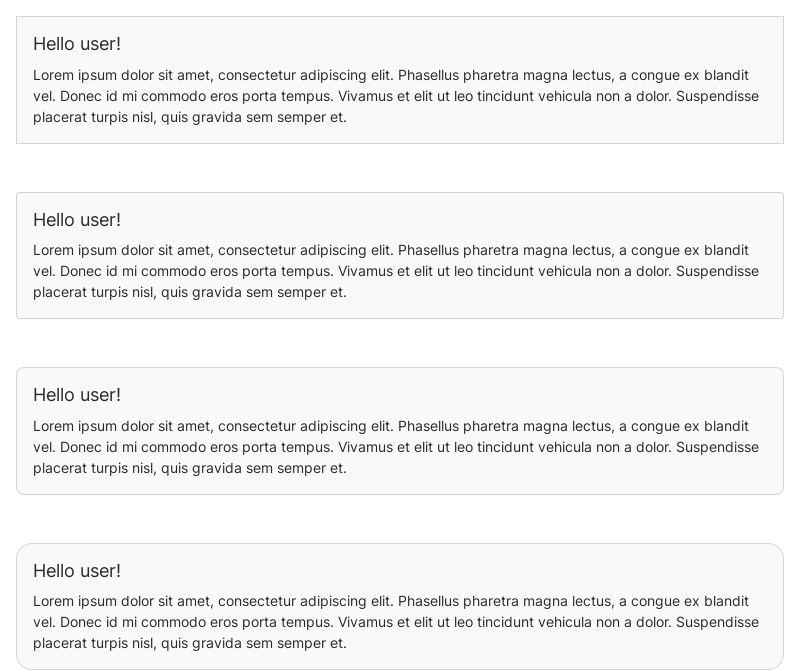 Hello user!
Lorem ipsum dolor sit amet, consectetur adipiscing elit. Phasellus pharetra magna lectus, a congue ex blandit
vel. Donec id mi commodo eros porta tempus. Vivamus et elit ut leo tincidunt vehicula non a dolor. Suspendisse
placerat turpis nisl, quis gravida sem semper et.
Hello user!
Lorem ipsum dolor sit amet, consectetur adipiscing elit. Phasellus pharetra magna lectus, a congue ex blandit
vel. Donec id mi commodo eros porta tempus. Vivamus et elit ut leo tincidunt vehicula non a dolor. Suspendisse
placerat turpis nisl, quis gravida sem semper et.
Hello user!
Lorem ipsum dolor sit amet, consectetur adipiscing elit. Phasellus pharetra magna lectus, a congue ex blandit
vel. Donec id mi commodo eros porta tempus. Vivamus et elit ut leo tincidunt vehicula non a dolor. Suspendisse
placerat turpis nisl, quis gravida sem semper et.
Hello user!
Lorem ipsum dolor sit amet, consectetur adipiscing elit. Phasellus pharetra magna lectus, a congue ex blandit
vel. Donec id mi commodo eros porta tempus. Vivamus et elit ut leo tincidunt vehicula non a dolor. Suspendisse
placerat turpis nisl, quis gravida sem semper et.